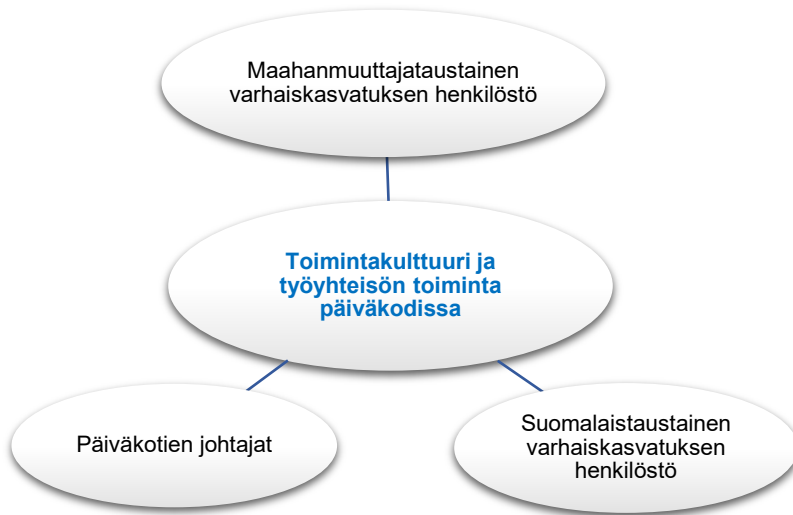 Maahanmuuttajataustainen
varhaiskasvatuksen henkilöstö
Toimintakulttuuri ja
työyhteisön toiminta
päiväkodissa
Päiväkotien johtajat
Suomalaistaustainen
varhaiskasvatuksen
henkilöstö